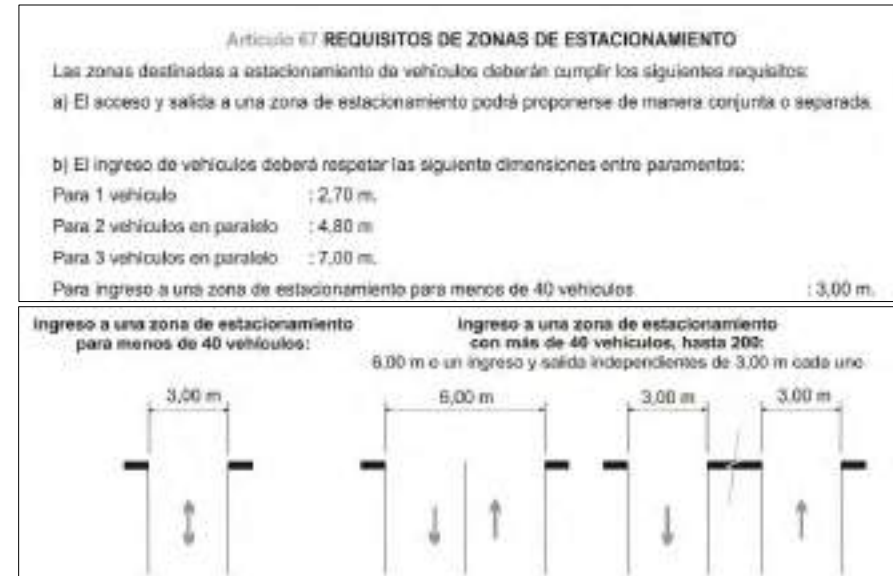 Artículo 67 REQUISITOS DE ZONAS DE ESTACIONAMIENTO
Las zonas destinadas a estacionamiento de vehículos deberán cumplir los siguientes requisitos:
a) El acceso y salida a una zona de estacionamiento podrá proponerse de manera conjunta o separada.
b) El ingreso de vehículos deberá respetar las siguiente dimensiones entre paramentos:
Para 1 vehículo : 2,70 m.
Para 2 vehículos en paralelo : 4,80 m
Para 3 vehículos en paralelo : 7,00 m.
Para ingreso a una zona de estacionamiento para menos de 40 vehículos : 3,00 m.
Ingreso a una zona de estacionamiento
para menos de 40 vehículos:
Ingreso a una zona de estacionamiento
con más de 40 vehículos, hasta 200:
6,00 m o un ingreso y salida independientes de 3,00 m cada uno
3,00 m
6,00 m
3,00 m
3,00 m